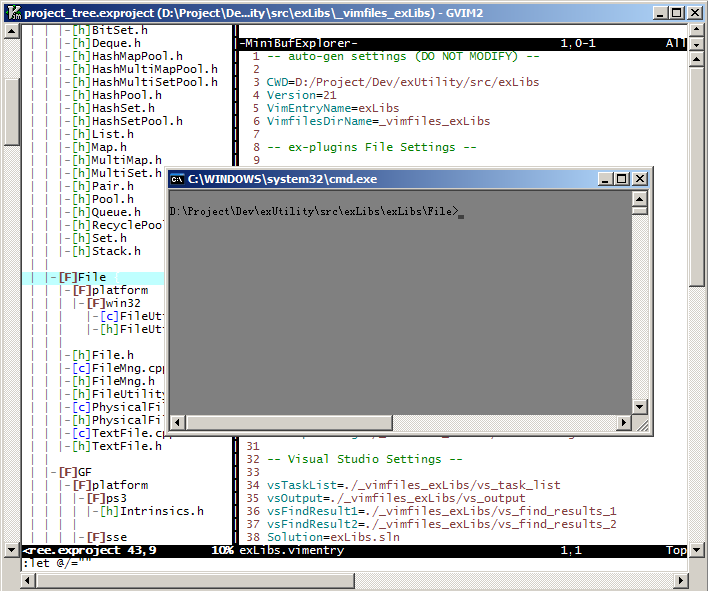 project_tree.exproject (D:\Project\De...ity\src\exLibs\_vimfiles_exLibs) - GVIM2
-[h]BitSet.h
-[h]Deque.h
-[h]HashMapPool.h
-[h]HashMultiMapPool.h
-[h]HashMultiSetPool.h
-[h]HashPool.h
-[h]HashSet.h
-[h]HashSetPool.h
-[h]List.h
-[h]Map.h
-[h]MultiMap.h
-[h]MultiSet.h
-[h]Pair.h
-[h]Pool.h
-[h]Queue.h
-[h]RecyclePool
-[h]Set.h
-[h]Stack.h
-[F]File {
-[F]platform
-[F]win32
-[c]FileUt
-[h]FileUt
-[h]File.h
-[c]FileMng.cpp
-[h]FileMng.h
-[h]FileUtility
-[c]PhysicalFi
-[h]PhysicalFi
-[c]TextFile.cp
-[h]TextFile.h
-[F]GF
-[F]platform
-[F]ps3
-[h]Intrinsics.h
-[F]sse
<ree.exproject 43,9 10%
:let @/=""
-MiniBufExplorer- 1,0-1 All
1 -- auto-gen settings (DO NOT MODIFY) --
2
3 CWD=D:/Project/Dev/exUtility/src/exLibs
4 Version=21
5 VimEntryName=exLibs
6 VimfilesDirName=_vimfiles_exLibs
7
8 -- ex-plugins File Settings --
9
C:\WINDOWS\system32\cmd.exe
D:\Project\Dev\exUtility\src\exLibs\exLibs\File>
31
32 -- Visual Studio Settings --
33
34 vsTaskList=./_vimfiles_exLibs/vs_task_list
35 vsOutput=./_vimfiles_exLibs/vs_output
36 vsFindResult1=./_vimfiles_exLibs/vs_find_results_1
37 vsFindResult2=./_vimfiles_exLibs/vs_find_results_2
38 Solution=exLibs.sln
exLibs.vimentry 1,1 Top